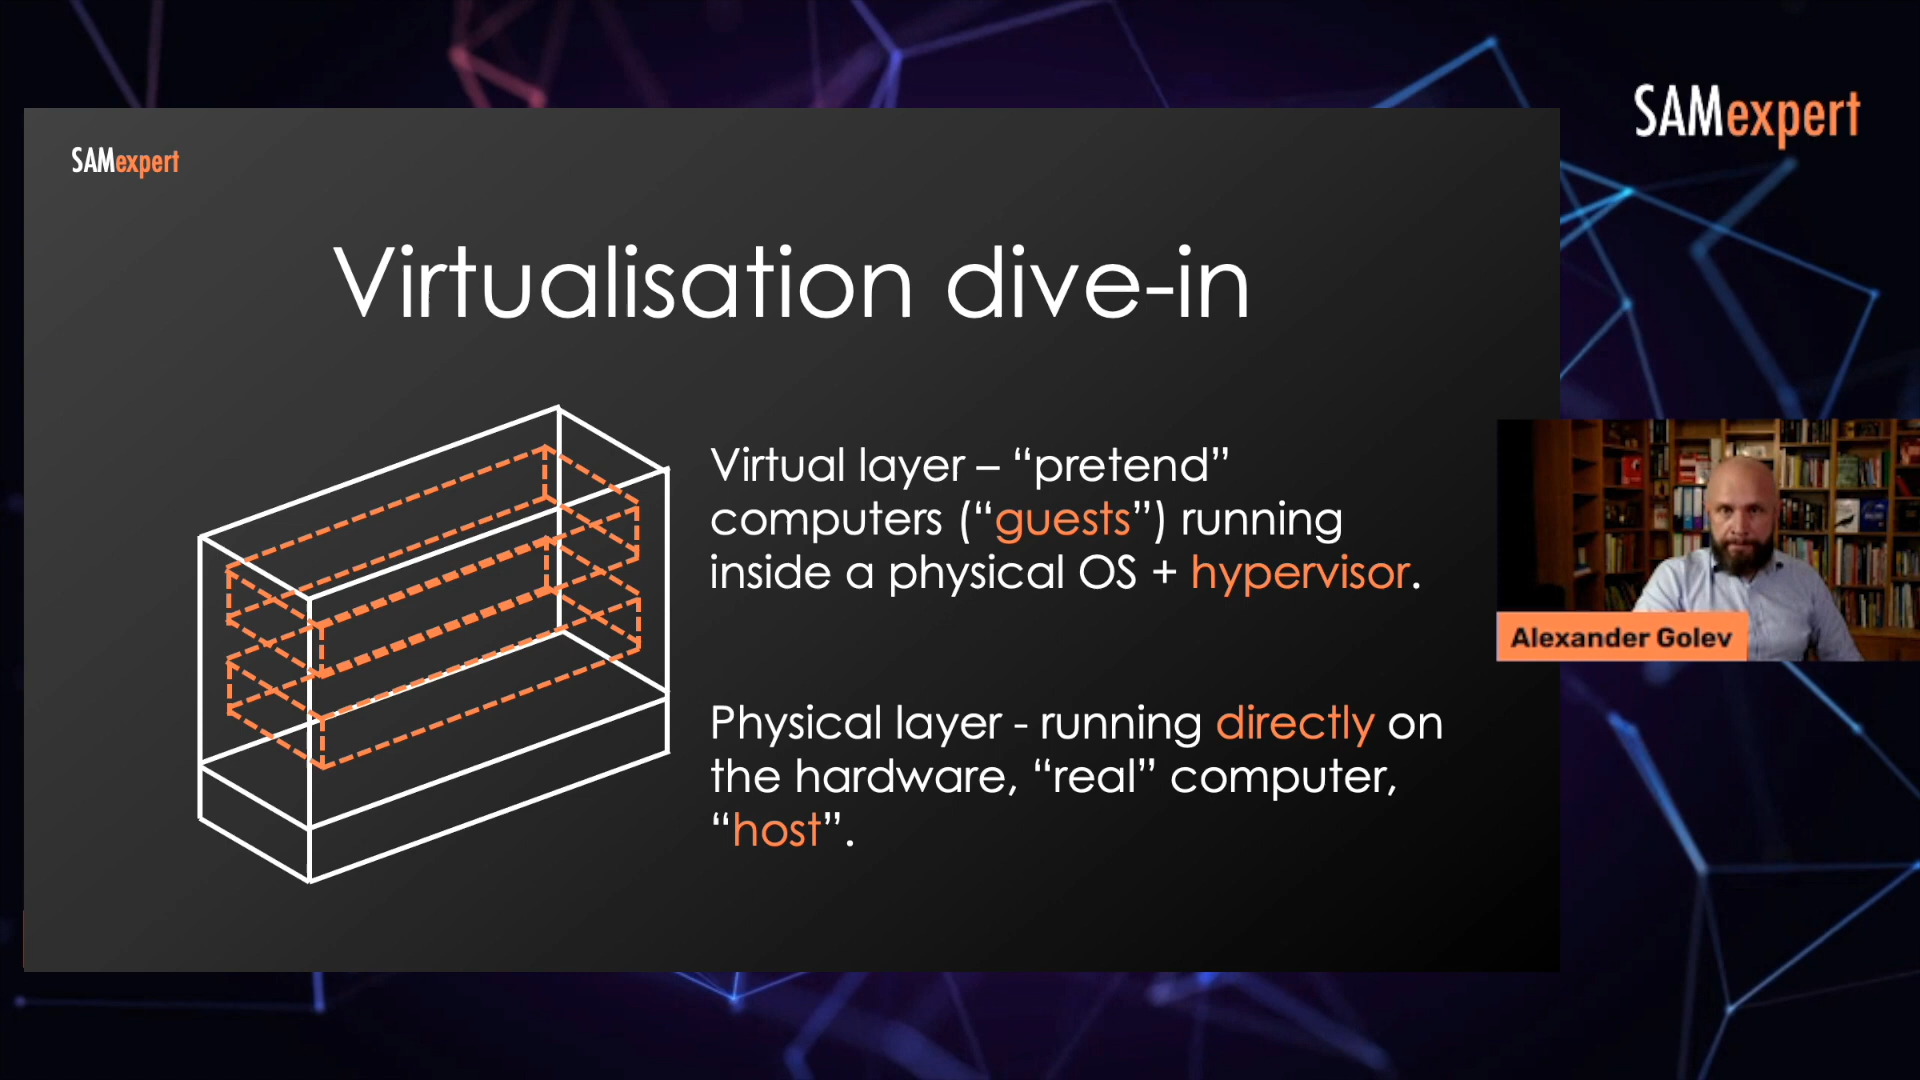 SAMexpert
SAMexpert
Virtualisation dive-in
Virtual layer – “pretend”
computers (“guests”) running
inside a physical OS + hypervisor.
Physical layer - running directly on
the hardware, “real” computer,
“host”.
Alexander Golev